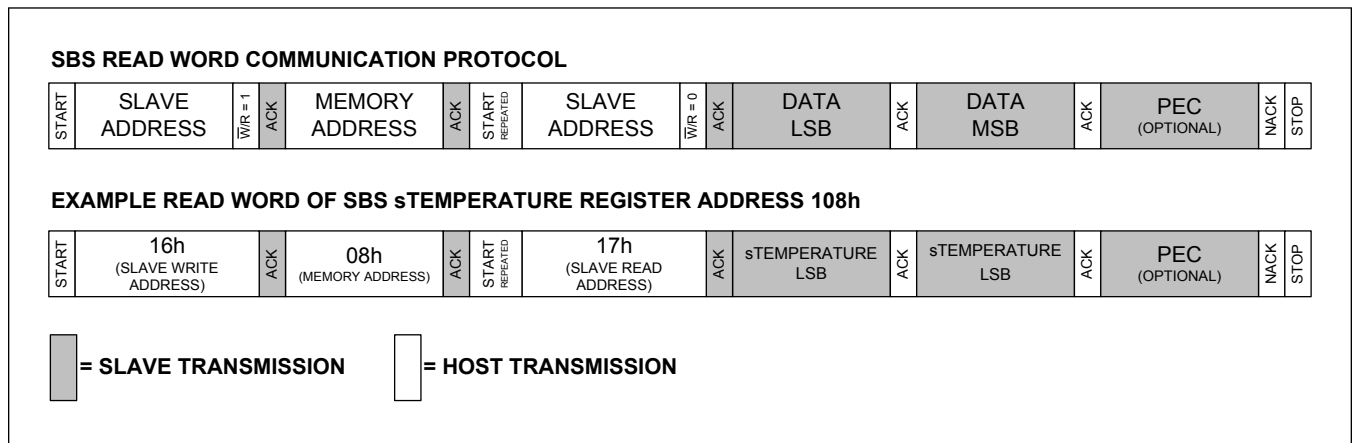 SBS READ WORD COMMUNICATION PROTOCOL
START SLAVE ADDRESS W̅/R = 1 ACK MEMORY ADDRESS ACK START REPEATED SLAVE ADDRESS W̅/R = 0 ACK DATA LSB ACK DATA MSB ACK PEC (OPTIONAL) NACK STOP
EXAMPLE READ WORD OF SBS sTEMPERATURE REGISTER ADDRESS 108h
START 16h (SLAVE WRITE ADDRESS) ACK 08h (MEMORY ADDRESS) ACK START REPEATED 17h (SLAVE READ ADDRESS) ACK sTEMPERATURE LSB ACK sTEMPERATURE LSB ACK PEC (OPTIONAL) NACK STOP
= SLAVE TRANSMISSION = HOST TRANSMISSION